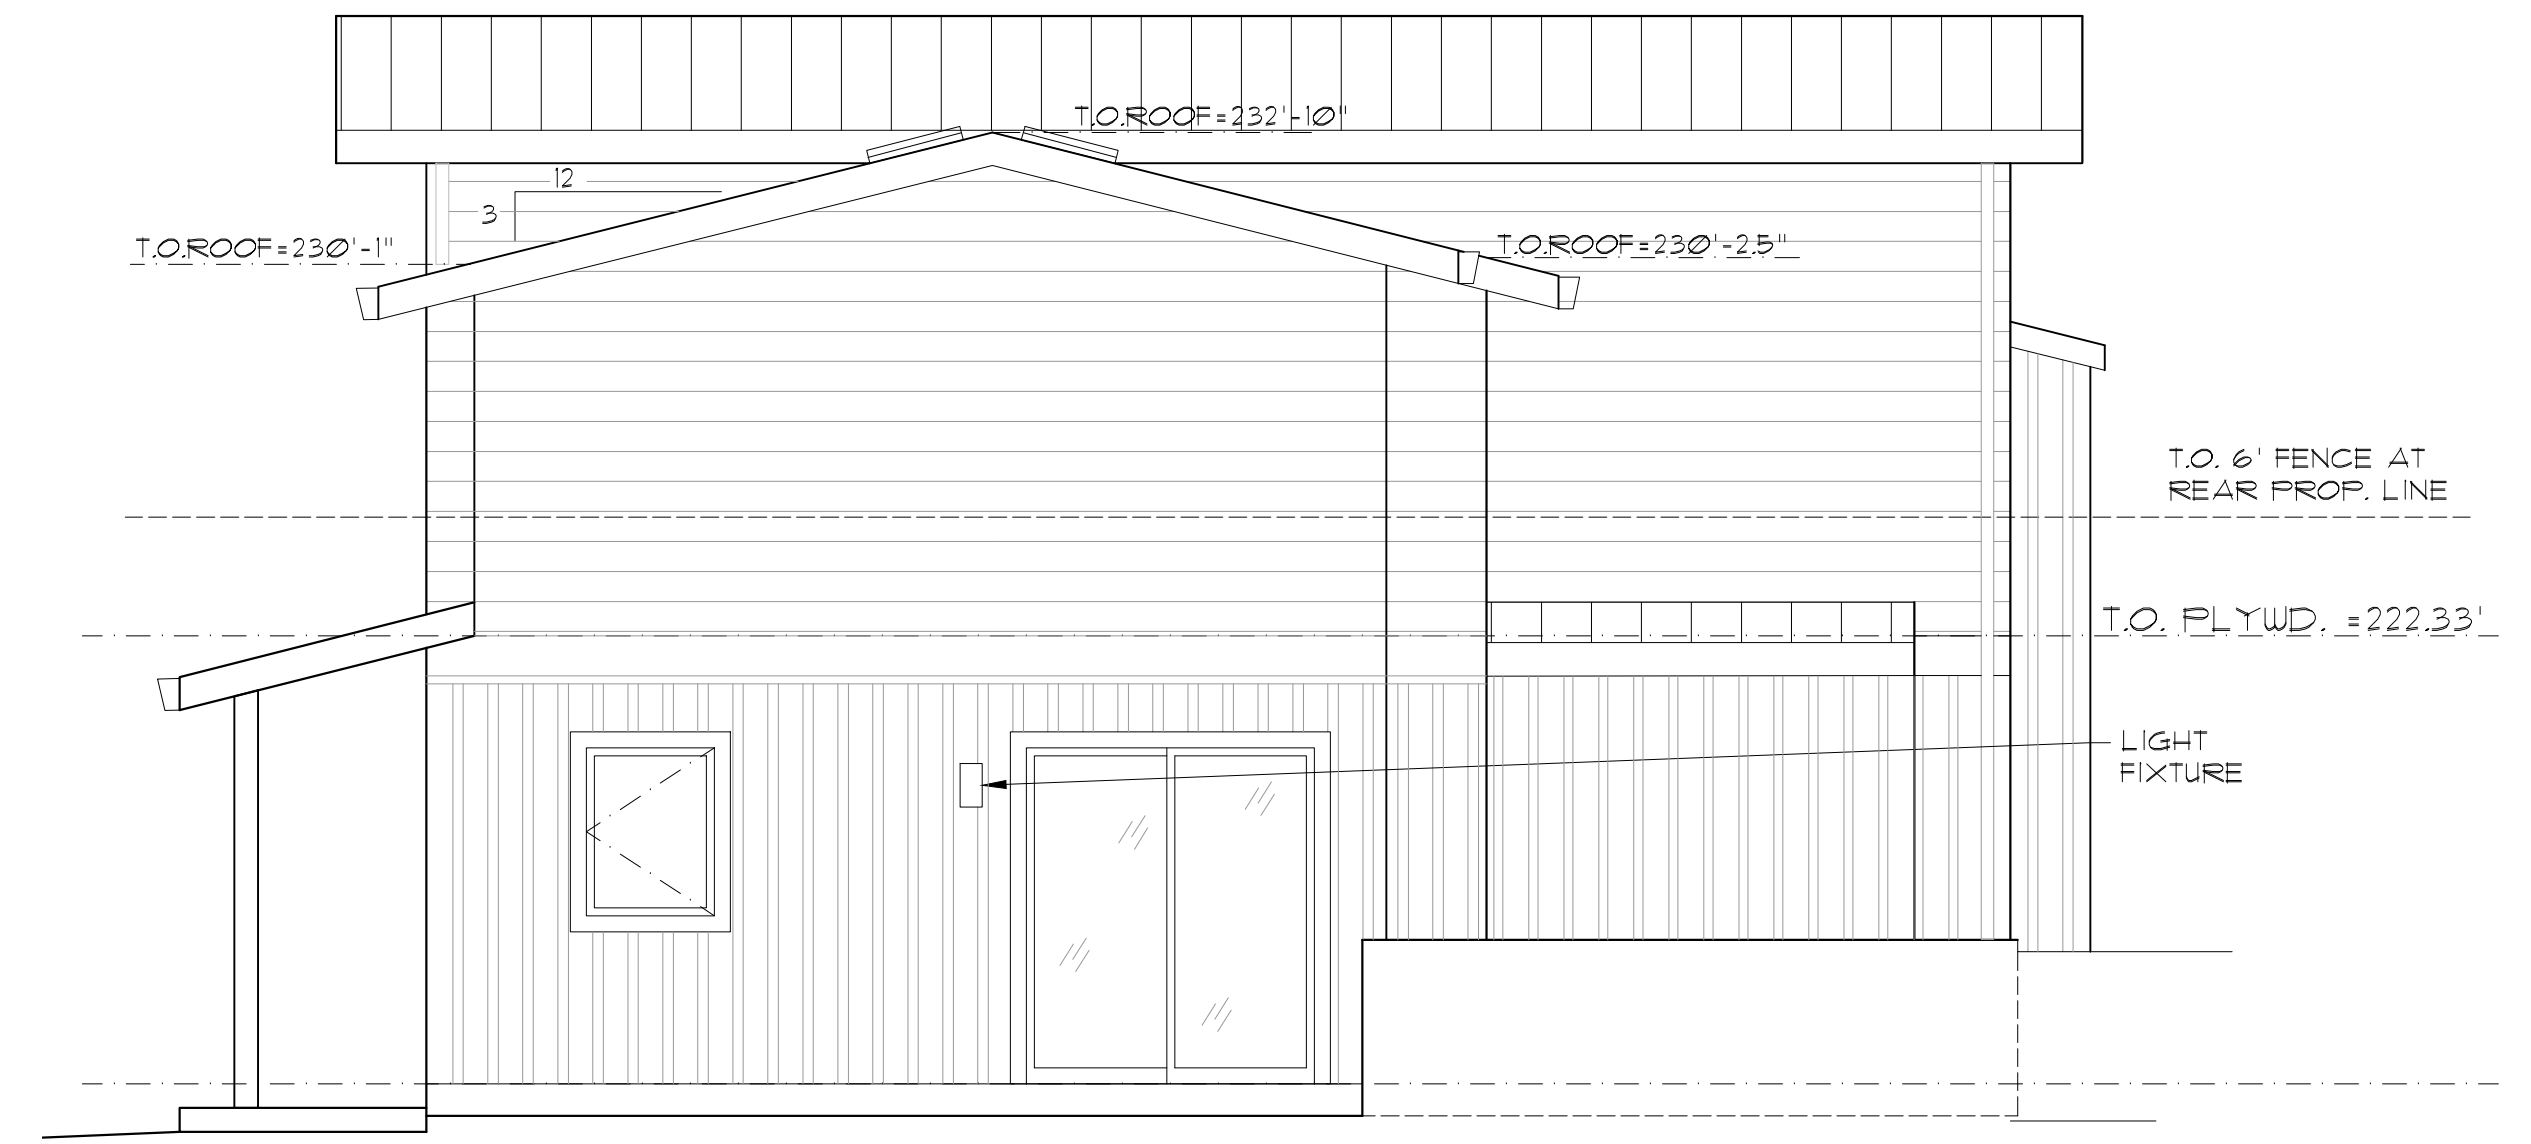 T.O.ROOF=232'-10"
12
3
T.O.ROOF=230'-1"
T.O.ROOF=230'-2.5"
T.O. 6' FENCE AT
REAR PROP. LINE
T.O. PLYWD. =222.33'
LIGHT
FIXTURE